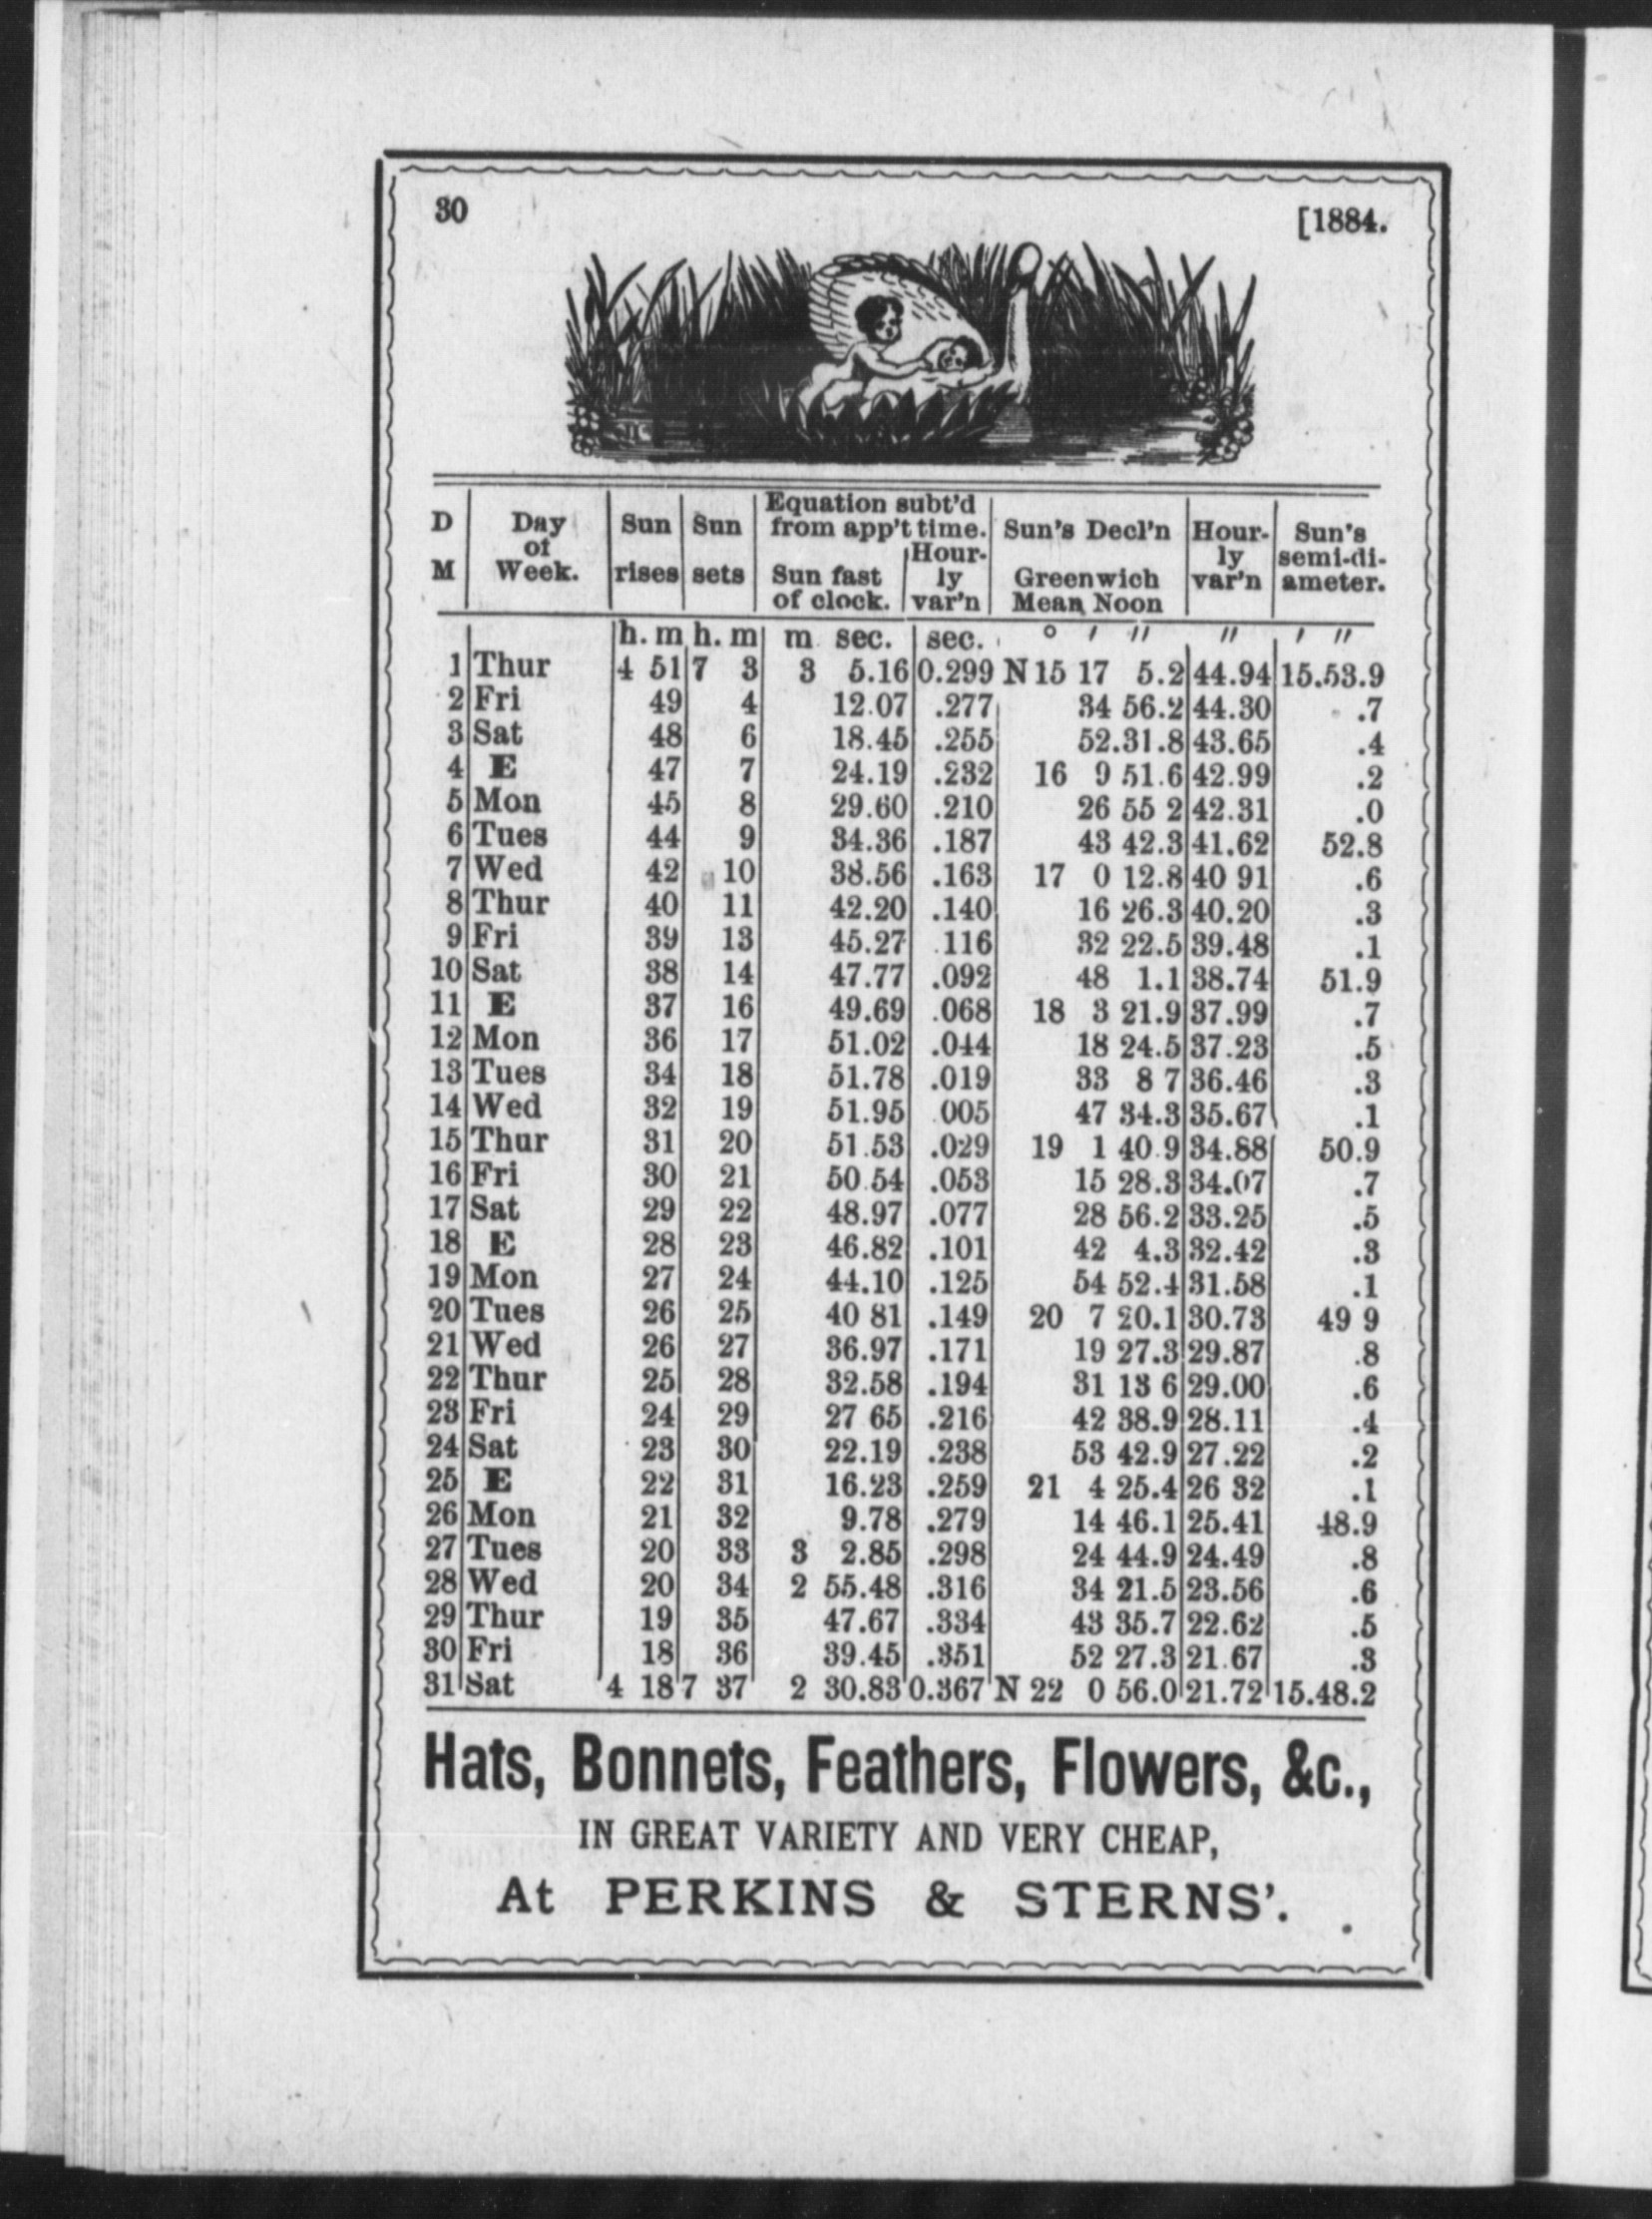 30 [1884.
D M | Day of Week. | Sun rises | Sun sets | Equation subt'd from app't time. Sun fast of clock. | Hour-ly var'n | Sun's Decl'n Greenwich Mean Noon | Hour-ly var'n | Sun's semi-di-ameter.
h. m h. m m sec. sec. ° ' " " ' "
1 Thur 4 51 7 3 3 5.16 0.299 N 15 17 5.2 44.94 15.53.9
2 Fri 49 4 12.07 .277 34 56.2 44.30 .7
3 Sat 48 6 18.45 .255 52.31.8 43.65 .4
4 E 47 7 24.19 .232 16 9 51.6 42.99 .2
5 Mon 45 8 29.60 .210 26 55 2 42.31 .0
6 Tues 44 9 34.36 .187 43 42.3 41.62 52.8
7 Wed 42 10 38.56 .163 17 0 12.8 40 91 .6
8 Thur 40 11 42.20 .140 16 26.3 40.20 .3
9 Fri 39 13 45.27 .116 32 22.5 39.48 .1
10 Sat 38 14 47.77 .092 48 1.1 38.74 51.9
11 E 37 16 49.69 .068 18 3 21.9 37.99 .7
12 Mon 36 17 51.02 .044 18 24.5 37.23 .5
13 Tues 34 18 51.78 .019 33 8 7 36.46 .3
14 Wed 32 19 51.95 005 47 34.3 35.67 .1
15 Thur 31 20 51.53 .029 19 1 40.9 34.88 50.9
16 Fri 30 21 50.54 .053 15 28.3 34.07 .7
17 Sat 29 22 48.97 .077 28 56.2 33.25 .5
18 E 28 23 46.82 .101 42 4.3 32.42 .3
19 Mon 27 24 44.10 .125 54 52.4 31.58 .1
20 Tues 26 25 40 81 .149 20 7 20.1 30.73 49 9
21 Wed 26 27 36.97 .171 19 27.3 29.87 .8
22 Thur 25 28 32.58 .194 31 13 6 29.00 .6
23 Fri 24 29 27 65 .216 42 38.9 28.11 .4
24 Sat 23 30 22.19 .238 53 42.9 27.22 .2
25 E 22 31 16.23 .259 21 4 25.4 26 32 .1
26 Mon 21 32 9.78 .279 14 46.1 25.41 48.9
27 Tues 20 33 3 2.85 .298 24 44.9 24.49 .8
28 Wed 20 34 2 55.48 .316 34 21.5 23.56 .6
29 Thur 19 35 47.67 .334 43 35.7 22.62 .5
30 Fri 18 36 39.45 .351 52 27.3 21.67 .3
31 Sat 4 18 7 37 2 30.83 0.367 N 22 0 56.0 21.72 15.48.2
Hats, Bonnets, Feathers, Flowers, &c.,
IN GREAT VARIETY AND VERY CHEAP,
At PERKINS & STERNS'.